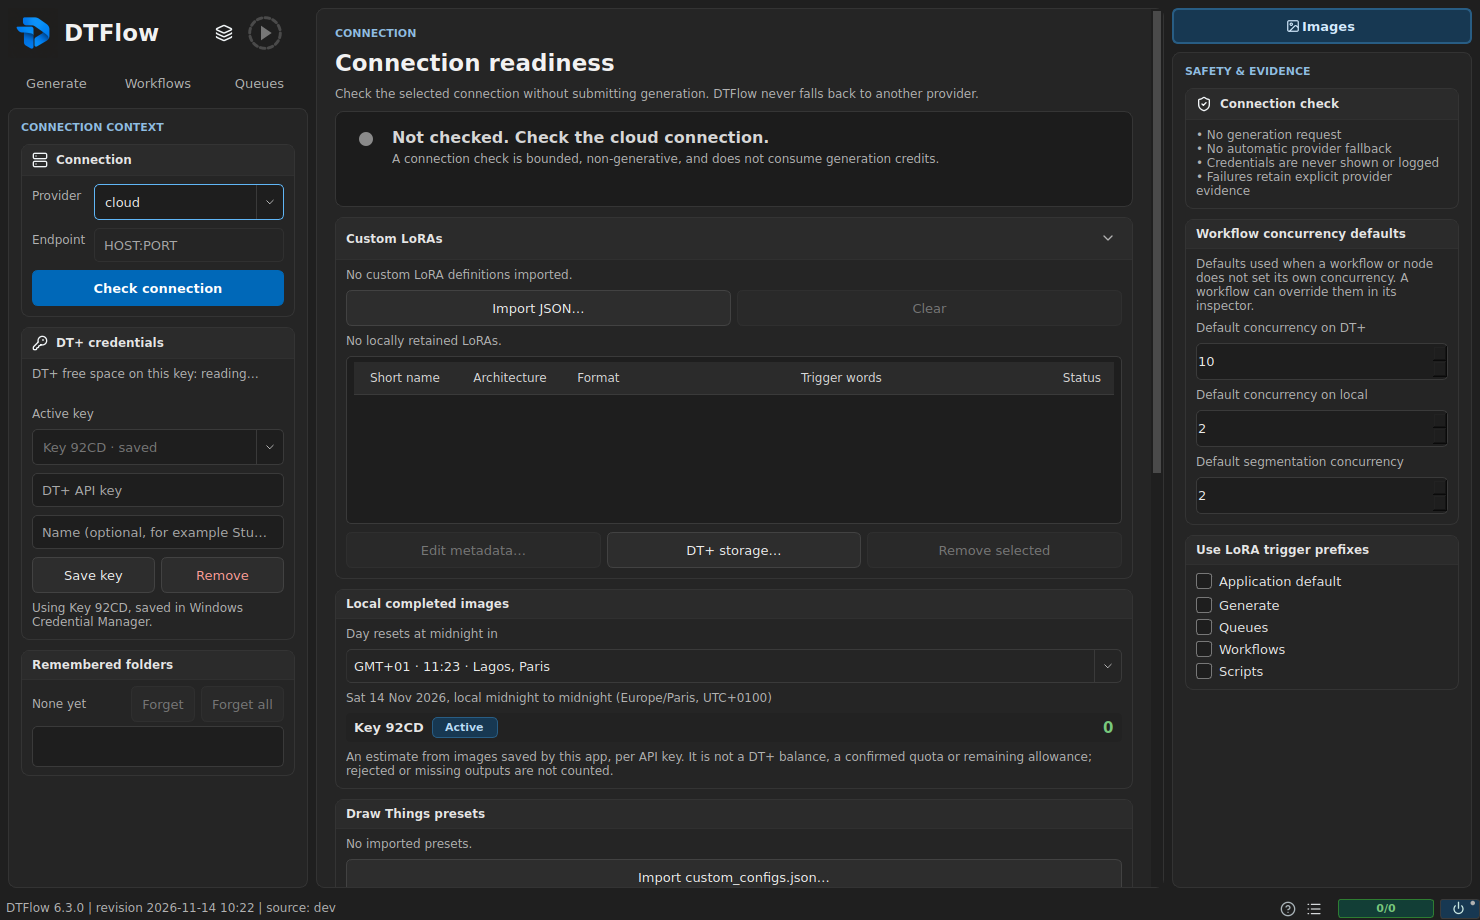 DTFlow
Generate
Workflows
Queues
CONNECTION CONTEXT
Connection
Provider
cloud
Endpoint
HOST:PORT
Check connection
DT+ credentials
DT+ free space on this key: reading...
Active key
Key 92CD · saved
DT+ API key
Name (optional, for example Stu...
Save key
Remove
Using Key 92CD, saved in Windows
Credential Manager.
Remembered folders
None yet
Forget
Forget all
CONNECTION
Connection readiness
Check the selected connection without submitting generation. DTFlow never falls back to another provider.
Not checked. Check the cloud connection.
A connection check is bounded, non-generative, and does not consume generation credits.
Custom LoRAs
No custom LoRA definitions imported.
Import JSON...
Clear
No locally retained LoRAs.
Short name
Architecture
Format
Trigger words
Status
Edit metadata...
DT+ storage...
Remove selected
Local completed images
Day resets at midnight in
GMT+01 · 11:23 · Lagos, Paris
Sat 14 Nov 2026, local midnight to midnight (Europe/Paris, UTC+0100)
Key 92CD
Active
0
An estimate from images saved by this app, per API key. It is not a DT+ balance, a confirmed quota or remaining allowance;
rejected or missing outputs are not counted.
Draw Things presets
No imported presets.
Import custom_configs.json...
Images
SAFETY & EVIDENCE
Connection check
• No generation request
• No automatic provider fallback
• Credentials are never shown or logged
• Failures retain explicit provider
evidence
Workflow concurrency defaults
Defaults used when a workflow or node
does not set its own concurrency. A
workflow can override them in its
inspector.
Default concurrency on DT+
10
Default concurrency on local
2
Default segmentation concurrency
2
Use LoRA trigger prefixes
Application default
Generate
Queues
Workflows
Scripts
DTFlow 6.3.0 | revision 2026-11-14 10:22 | source: dev
0/0